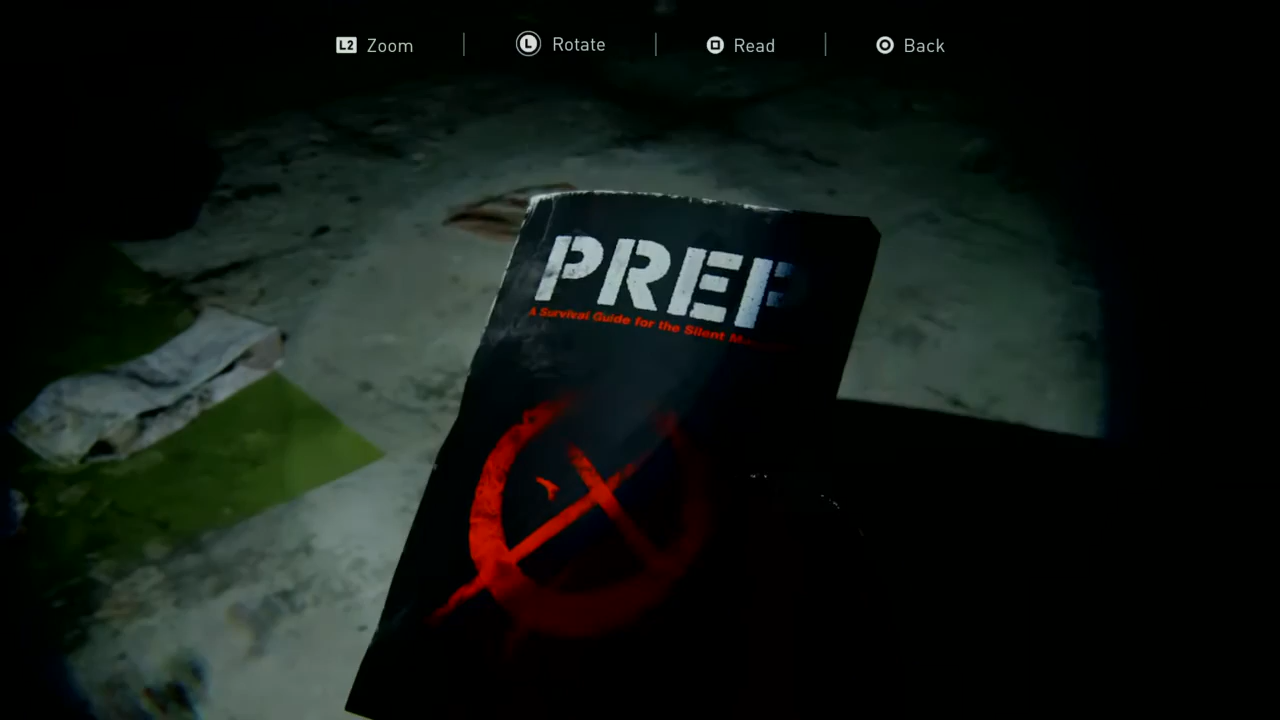 L2 Zoom | L Rotate | Read | Back
PREP
A Survival Guide for the Silent